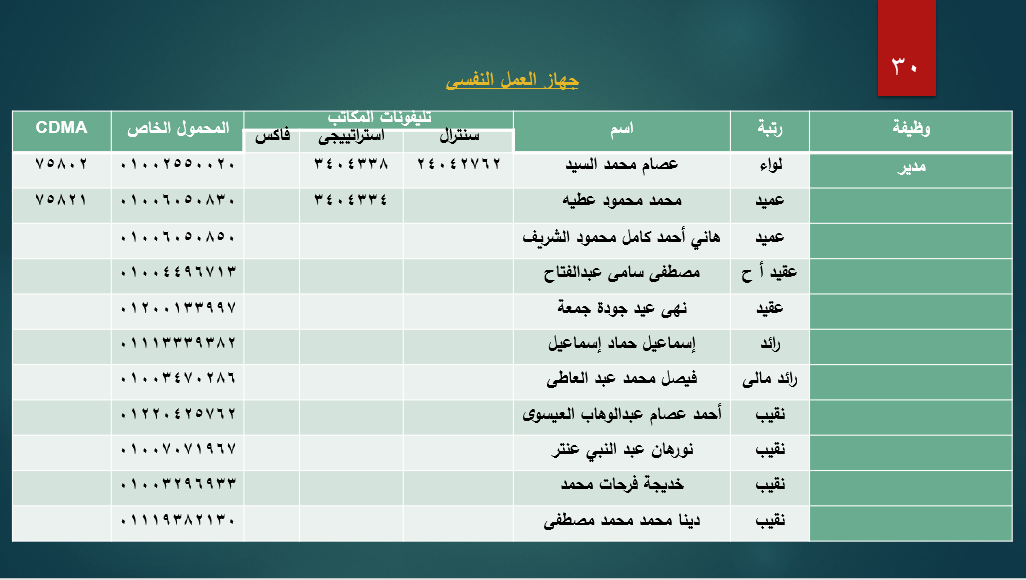 ٣٠
جهاز العمل النفسى
وظيفة رتبة اسم تليفونات المكاتب المحمول الخاص CDMA
سنترال استراتييجى فاكس
مدير لواء عصام محمد السيد ٢٤٠٤٢٧٦٢ ٣٤٠٤٣٣٨ ٠١٠٠٢٥٥٠٠٢٠ ٧٥٨٠٢
عميد محمد محمود عطيه ٣٤٠٤٣٣٤ ٠١٠٠٦٠٥٠٨٣٠ ٧٥٨٢١
عميد هاني أحمد كامل محمود الشريف ٠١٠٠٦٠٥٠٨٥٠
عقيد أ ح مصطفى سامى عبدالفتاح ٠١٠٠٤٤٩٦٧١٣
عقيد نهى عيد جودة جمعة ٠١٢٠٠١٣٣٩٩٧
رائد إسماعيل حماد إسماعيل ٠١١١٣٣٣٩٣٨٢
رائد مالى فيصل محمد عبد العاطى ٠١٠٠٣٤٧٠٢٨٦
نقيب أحمد عصام عبدالوهاب العيسوى ٠١٢٢٠٤٢٥٧٦٢
نقيب نورهان عبد النبي عنتر ٠١٠٠٧٠٧١٩٦٧
نقيب خديجة فرحات محمد ٠١٠٠٣٢٩٦٩٣٣
نقيب دينا محمد محمد مصطفى ٠١١١٩٣٨٢١٣٠